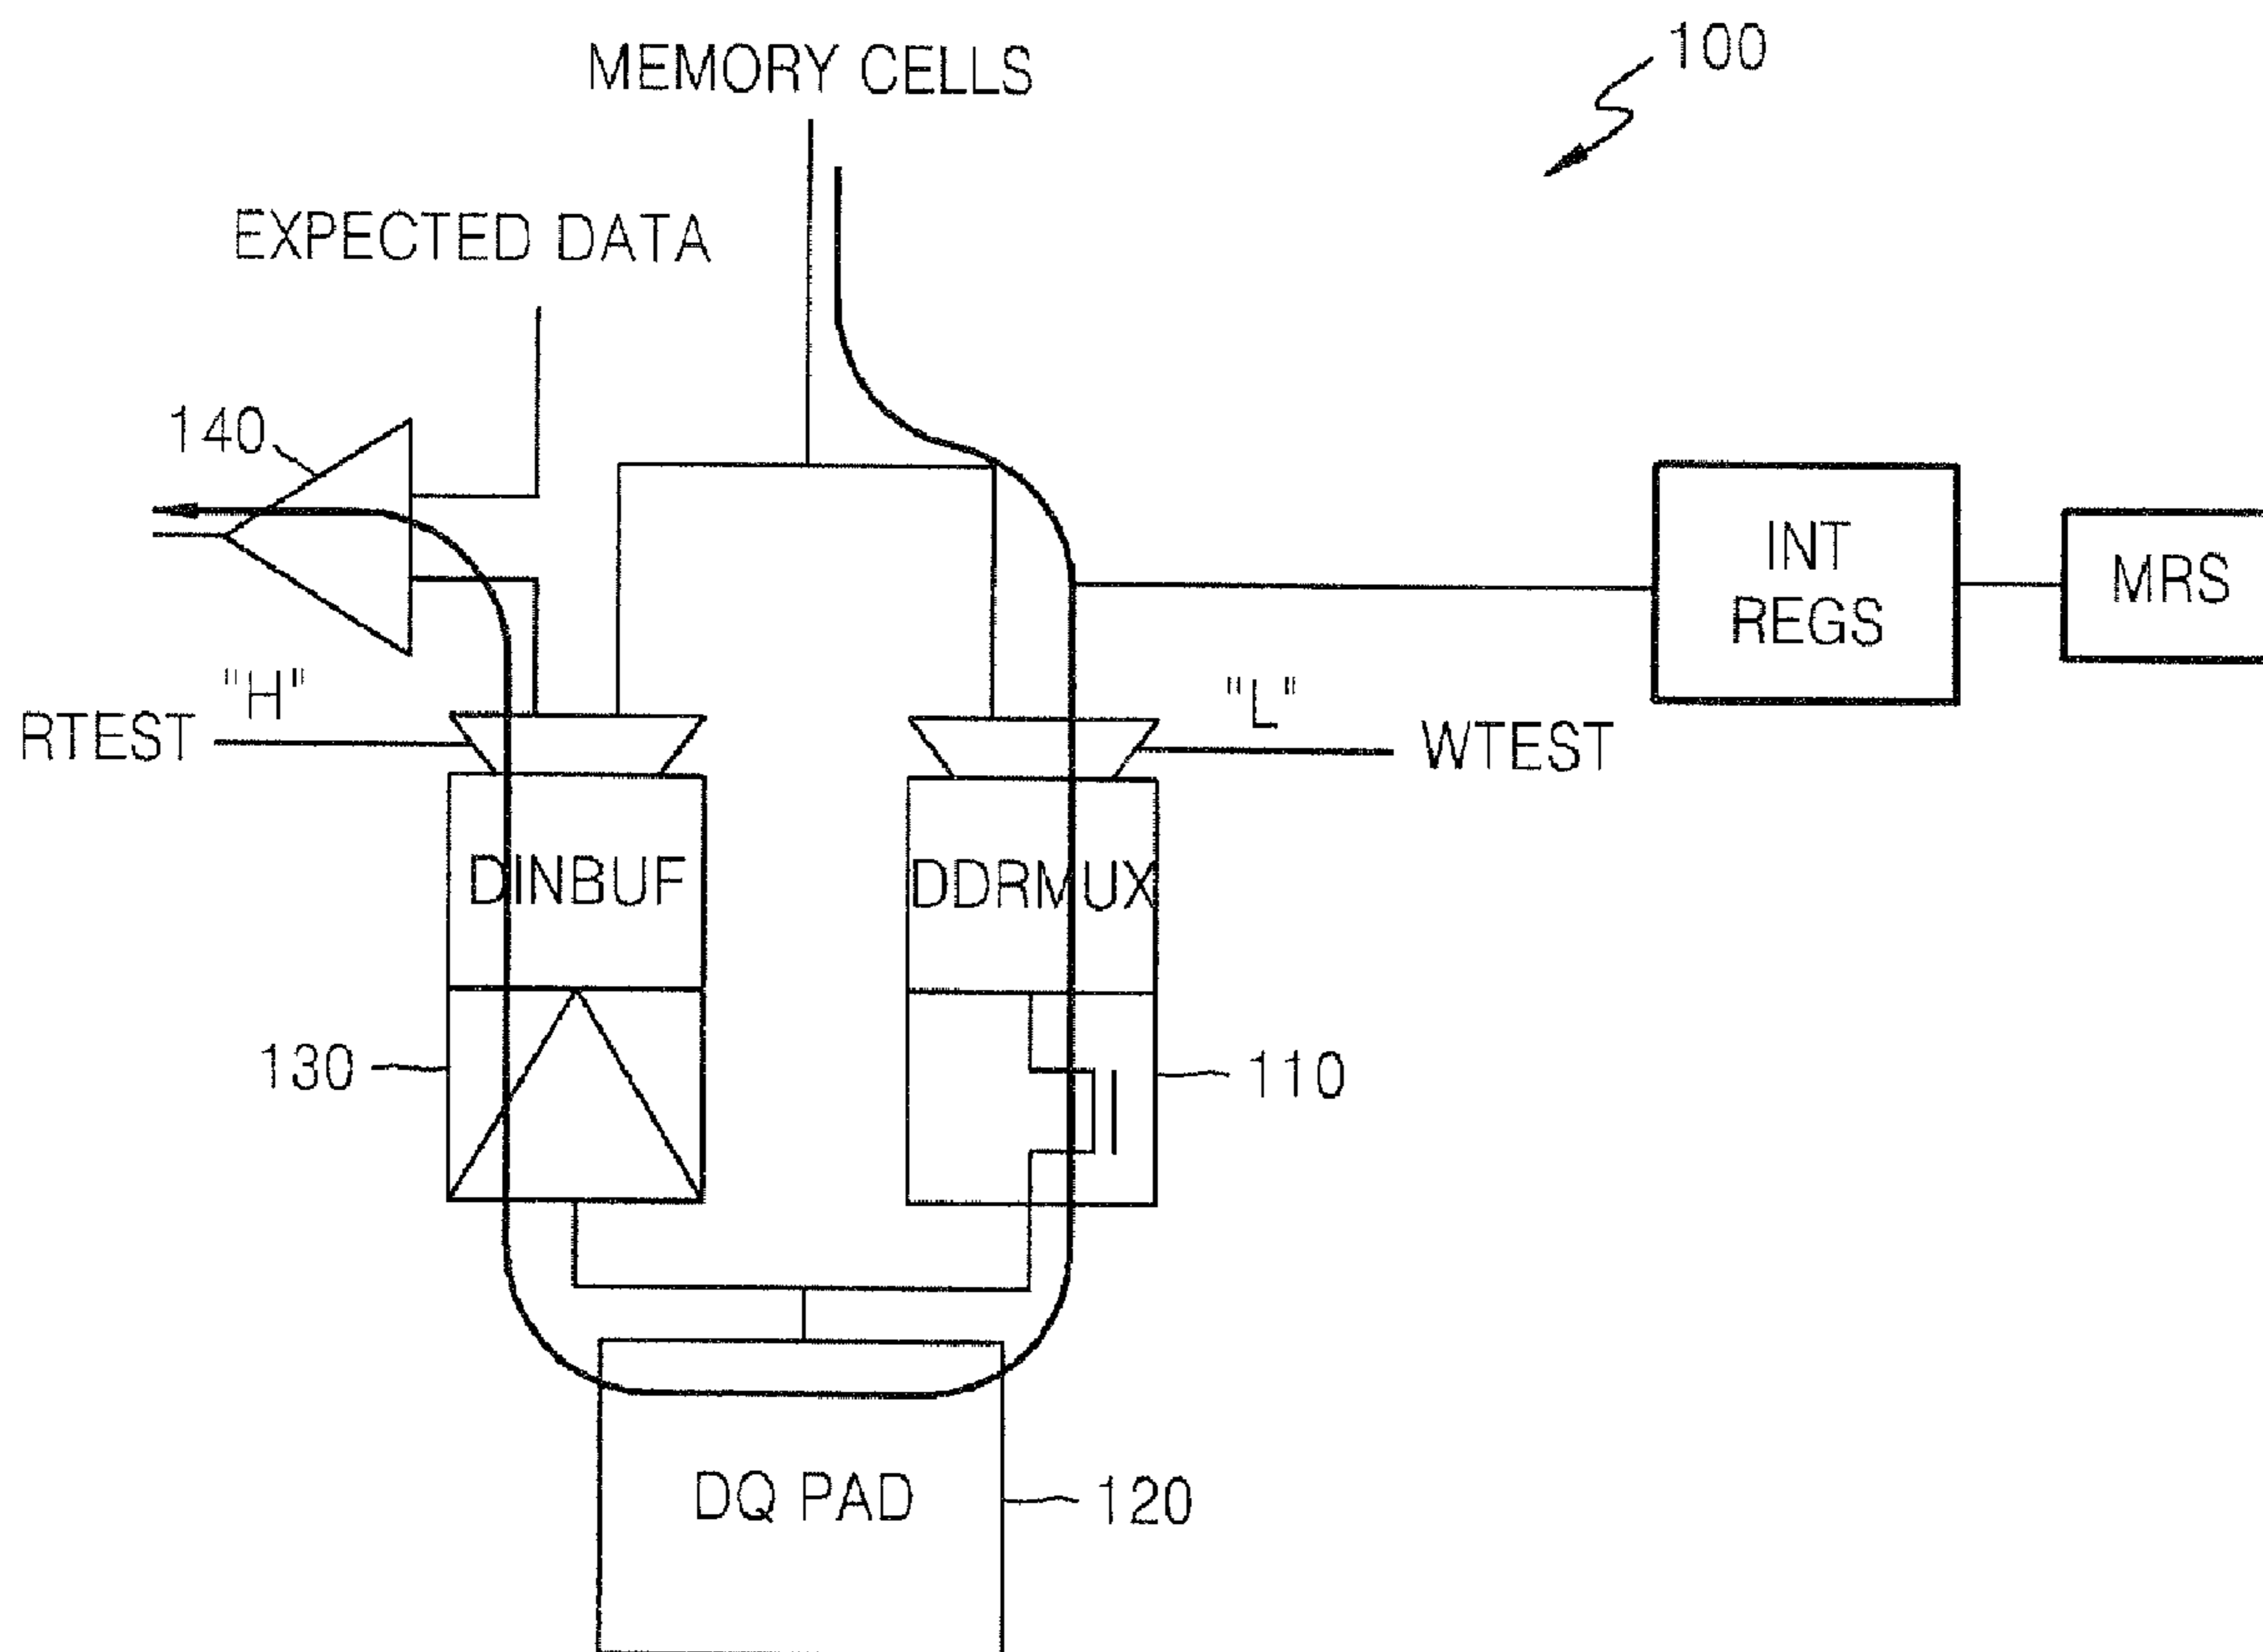 100
MEMORY CELLS
EXPECTED DATA
140
INT
REGS
MRS
"H"
RTEST
"L"
WTEST
DINBUF
DDRMUX
130
110
DQ PAD
120